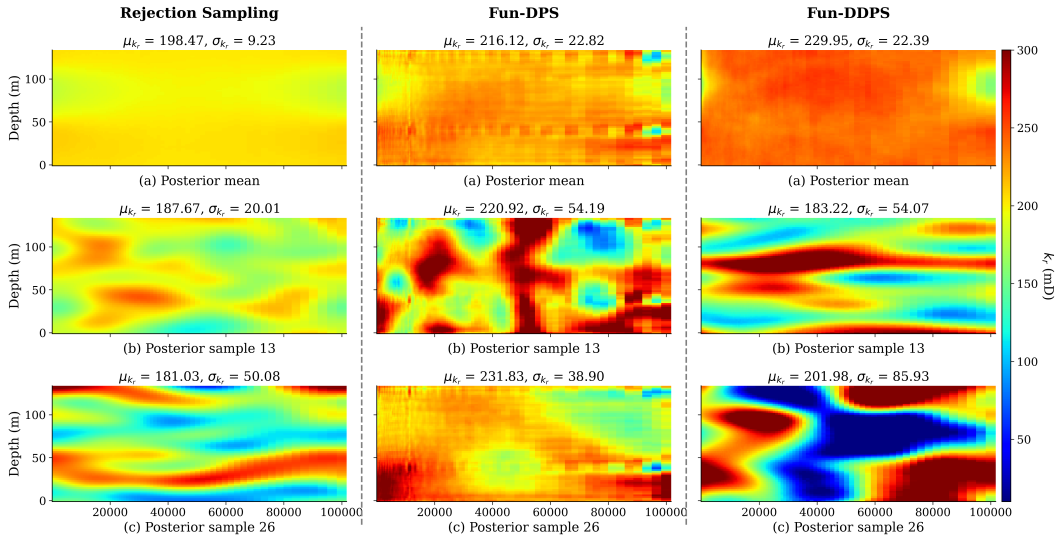 Rejection Sampling
Fun-DPS
Fun-DDPS
μ_{k_r} = 198.47, σ_{k_r} = 9.23
μ_{k_r} = 216.12, σ_{k_r} = 22.82
μ_{k_r} = 229.95, σ_{k_r} = 22.39
Depth (m)
100
50
0
(a) Posterior mean
(a) Posterior mean
(a) Posterior mean
μ_{k_r} = 187.67, σ_{k_r} = 20.01
μ_{k_r} = 220.92, σ_{k_r} = 54.19
μ_{k_r} = 183.22, σ_{k_r} = 54.07
Depth (m)
100
50
0
(b) Posterior sample 13
(b) Posterior sample 13
(b) Posterior sample 13
μ_{k_r} = 181.03, σ_{k_r} = 50.08
μ_{k_r} = 231.83, σ_{k_r} = 38.90
μ_{k_r} = 201.98, σ_{k_r} = 85.93
Depth (m)
100
50
0
20000 40000 60000 80000 100000
20000 40000 60000 80000 100000
20000 40000 60000 80000 100000
(c) Posterior sample 26
(c) Posterior sample 26
(c) Posterior sample 26
300
250
200
150
100
50
k_r (mD)